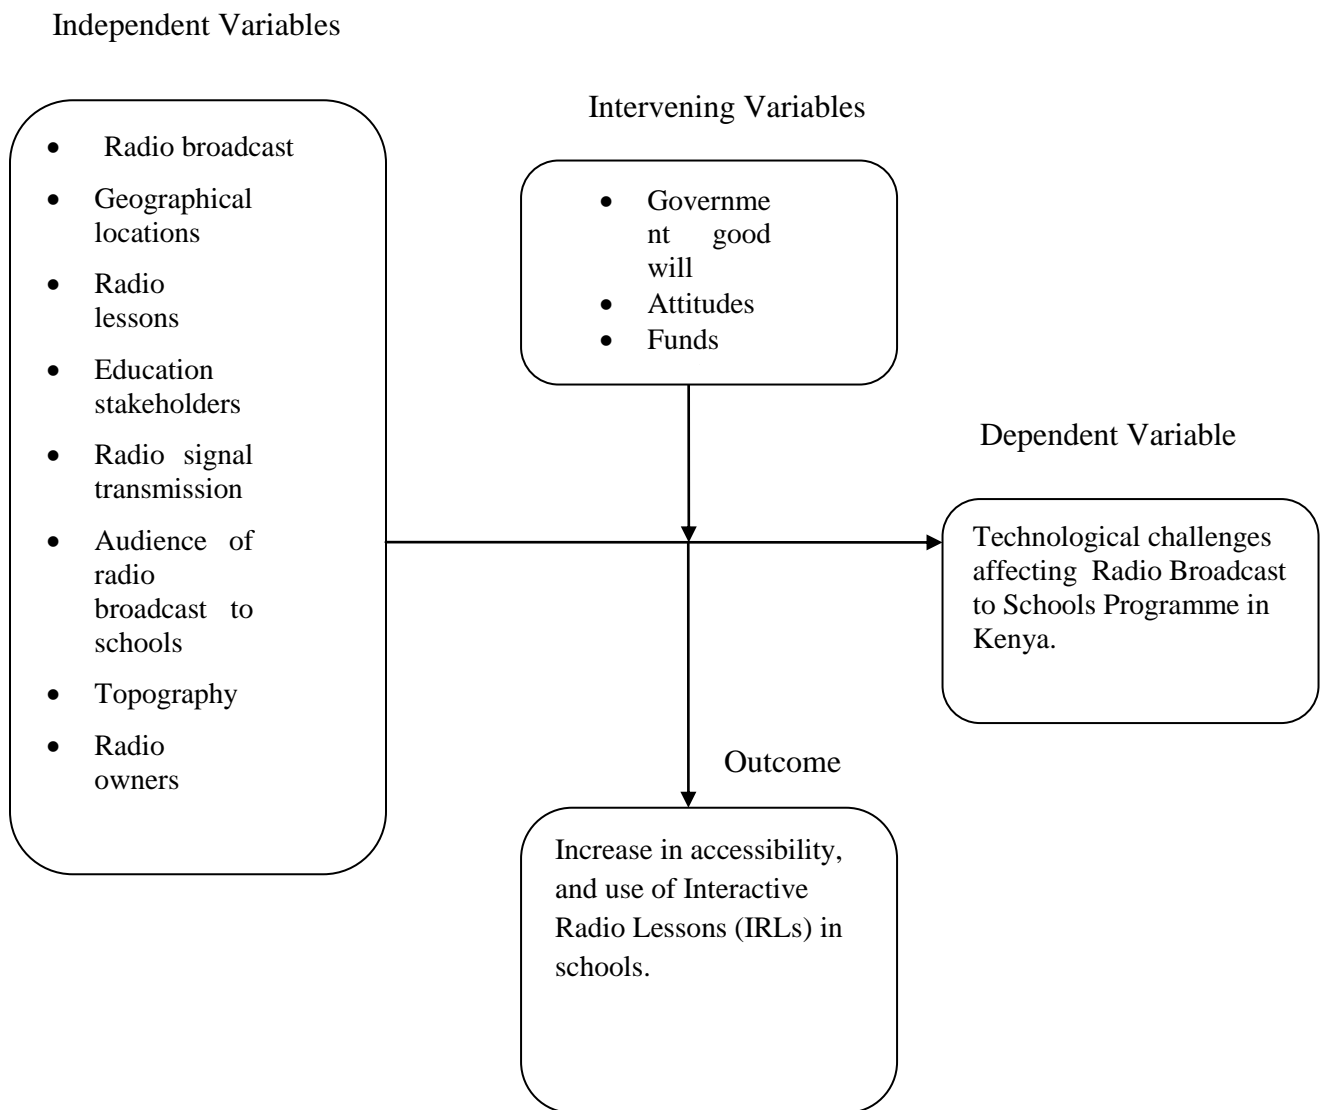 Independent Variables
• Radio broadcast
• Geographical
locations
• Radio
lessons
• Education
stakeholders
• Radio signal
transmission
• Audience of
radio
broadcast to
schools
• Topography
• Radio
owners
Intervening Variables
• Governme
nt good
will
• Attitudes
• Funds
Dependent Variable
Technological challenges
affecting Radio Broadcast
to Schools Programme in
Kenya.
Outcome
Increase in accessibility,
and use of Interactive
Radio Lessons (IRLs) in
schools.